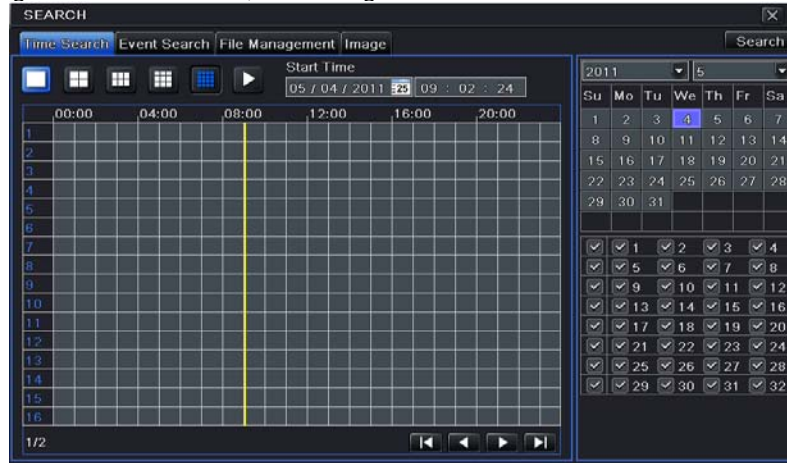 SEARCH
Time Search Event Search File Management Image Search
Start Time
05 / 04 / 2011 25 09 : 02 : 24
00:00 04:00 08:00 12:00 16:00 20:00
1
2
3
4
5
6
7
8
9
10
11
12
13
14
15
16
1/2
2011 5
Su Mo Tu We Th Fr Sa
1 2 3 4 5 6 7
8 9 10 11 12 13 14
15 16 17 18 19 20 21
22 23 24 25 26 27 28
29 30 31
1 2 3 4
5 6 7 8
9 10 11 12
13 14 15 16
17 18 19 20
21 22 23 24
25 26 27 28
29 30 31 32